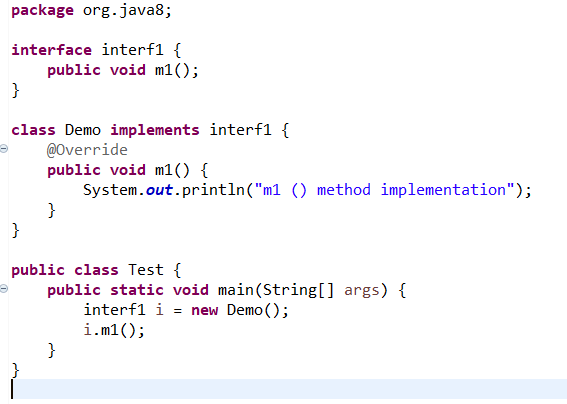 package org.java8;
interface interf1 {
public void m1();
}
class Demo implements interf1 {
@Override
public void m1() {
System.out.println("m1 () method implementation");
}
}
public class Test {
public static void main(String[] args) {
interf1 i = new Demo();
i.m1();
}
}